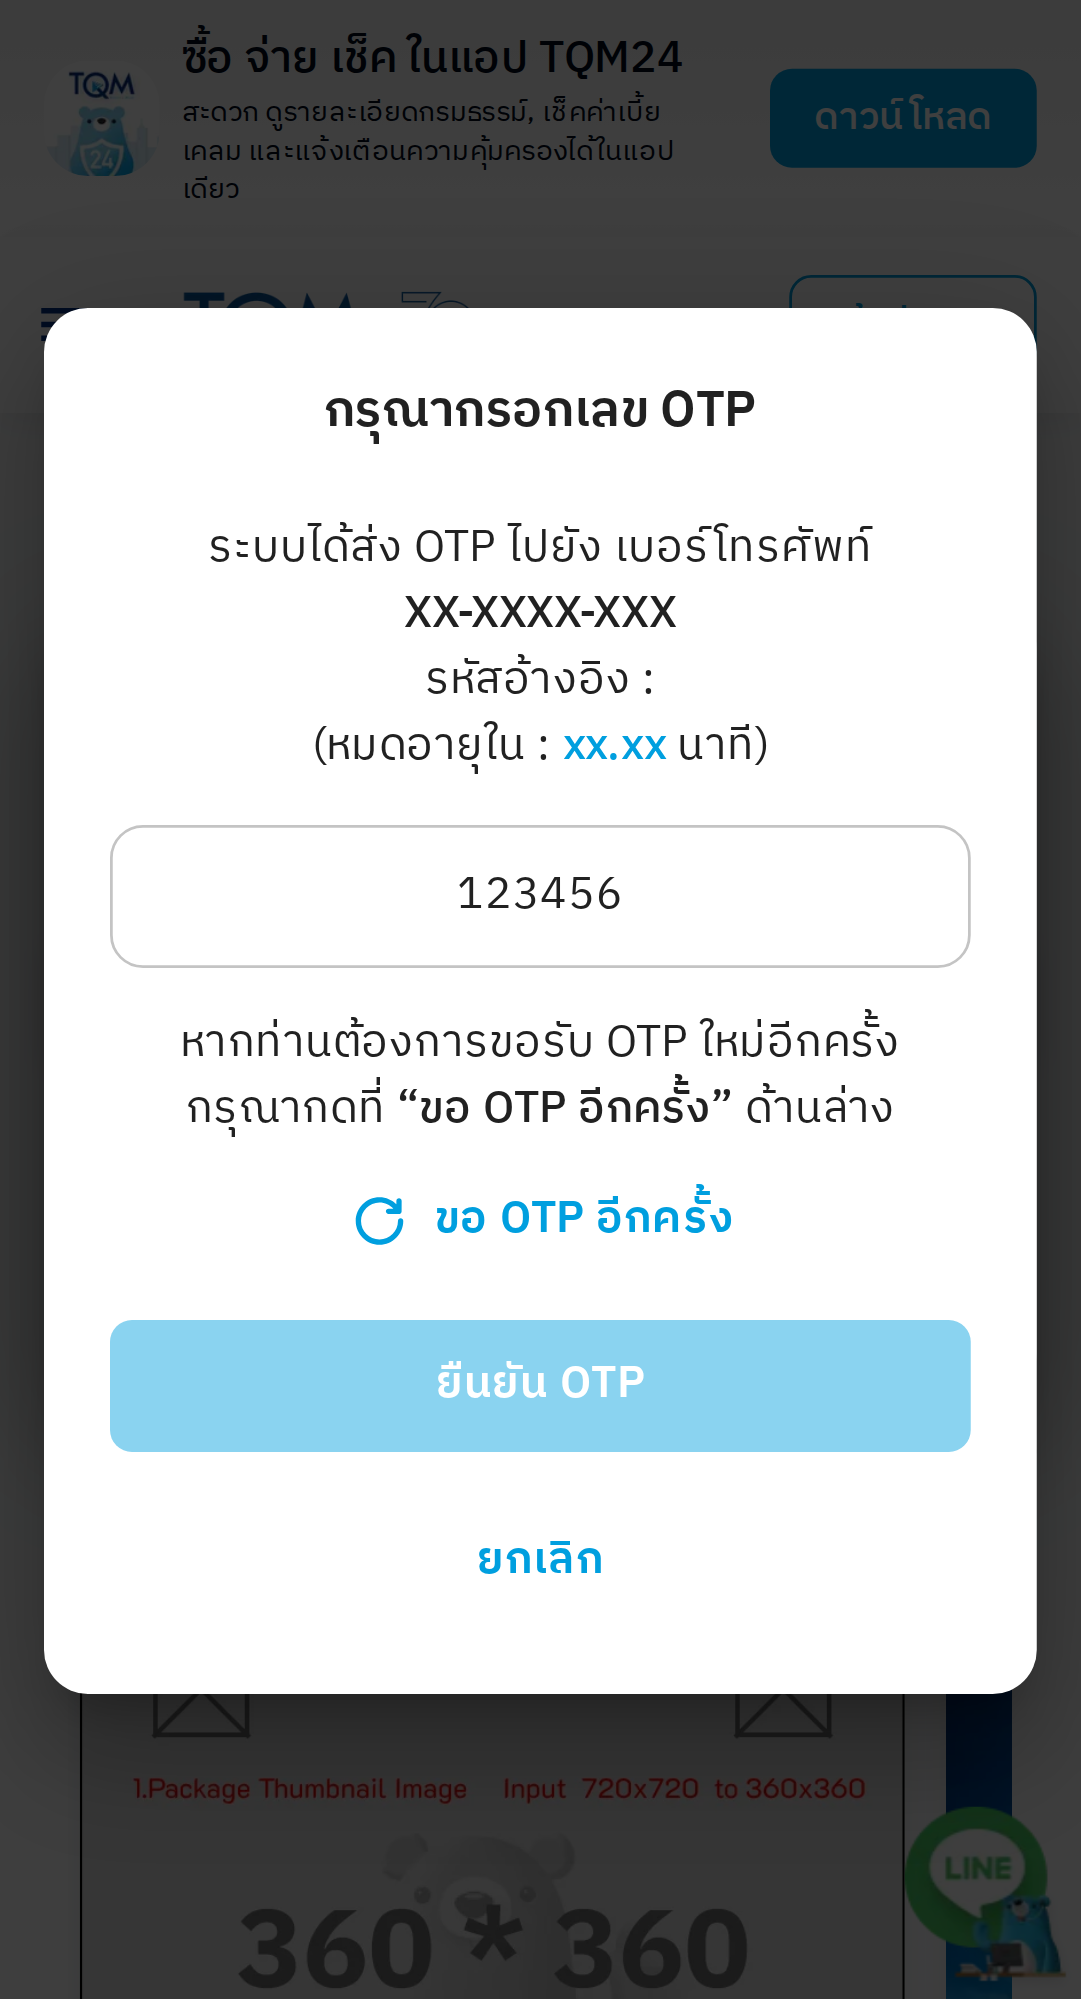 ซื้อ จ่าย เช็ค ในแอป TQM24
TQM
24
สะดวก ดูรายละเอียดกรมธรรม์, เช็คค่าเบี้ย
เคลม และแจ้งเตือนความคุ้มครองได้ในแอป
เดียว
ดาวน์โหลด
TQM
กรุณากรอกเลข OTP
ระบบได้ส่ง OTP ไปยัง เบอร์โทรศัพท์
XX-XXXX-XXX
รหัสอ้างอิง :
(หมดอายุใน : xx.xx นาที)
123456
หากท่านต้องการขอรับ OTP ใหม่อีกครั้ง
กรุณากดที่ “ขอ OTP อีกครั้ง” ด้านล่าง
ขอ OTP อีกครั้ง
ยืนยัน OTP
ยกเลิก
1.Package Thumbnail Image Input 720x720 to 360x360
LINE
360 * 360